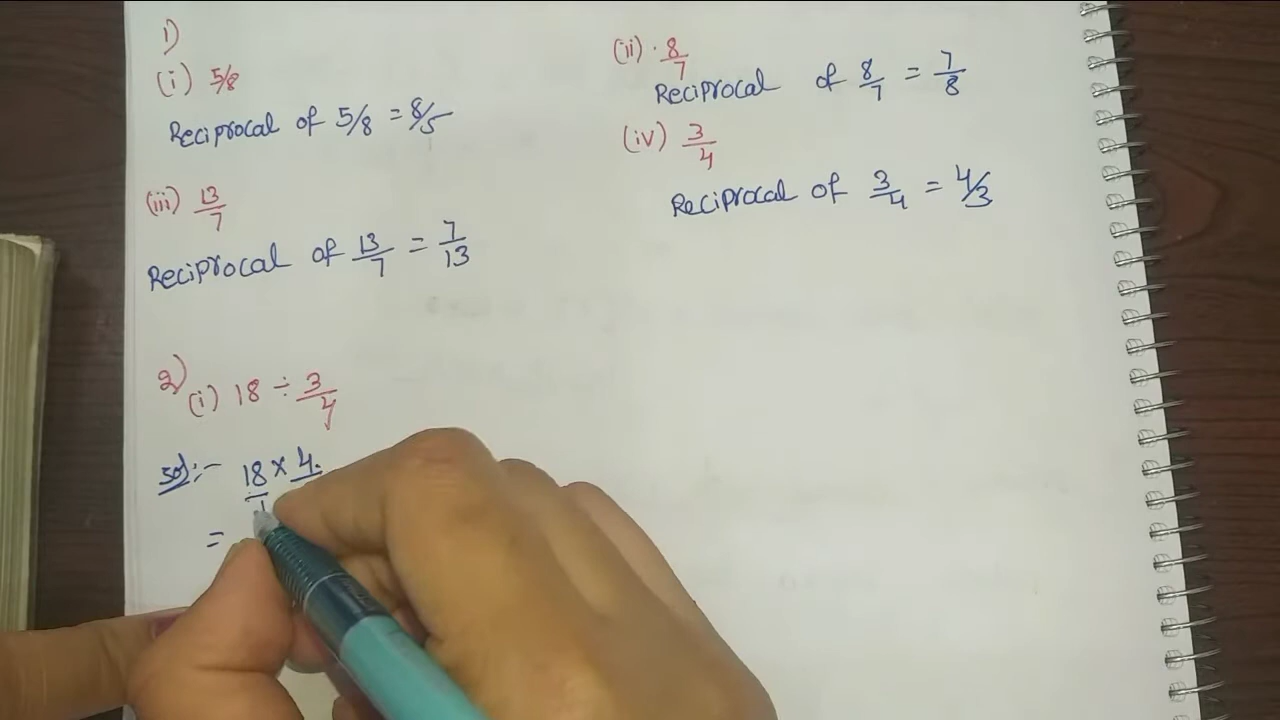 1)
(i) 5/8
Reciprocal of 5/8 = 8/5
(ii) . 8/7
Reciprocal of 8/7 = 7/8
(iii) 13/7
Reciprocal of 13/7 = 7/13
(iv) 3/4
Reciprocal of 3/4 = 4/3
2)
(i) 18 ÷ 3/4
Sol:- 18/1 × 4
=